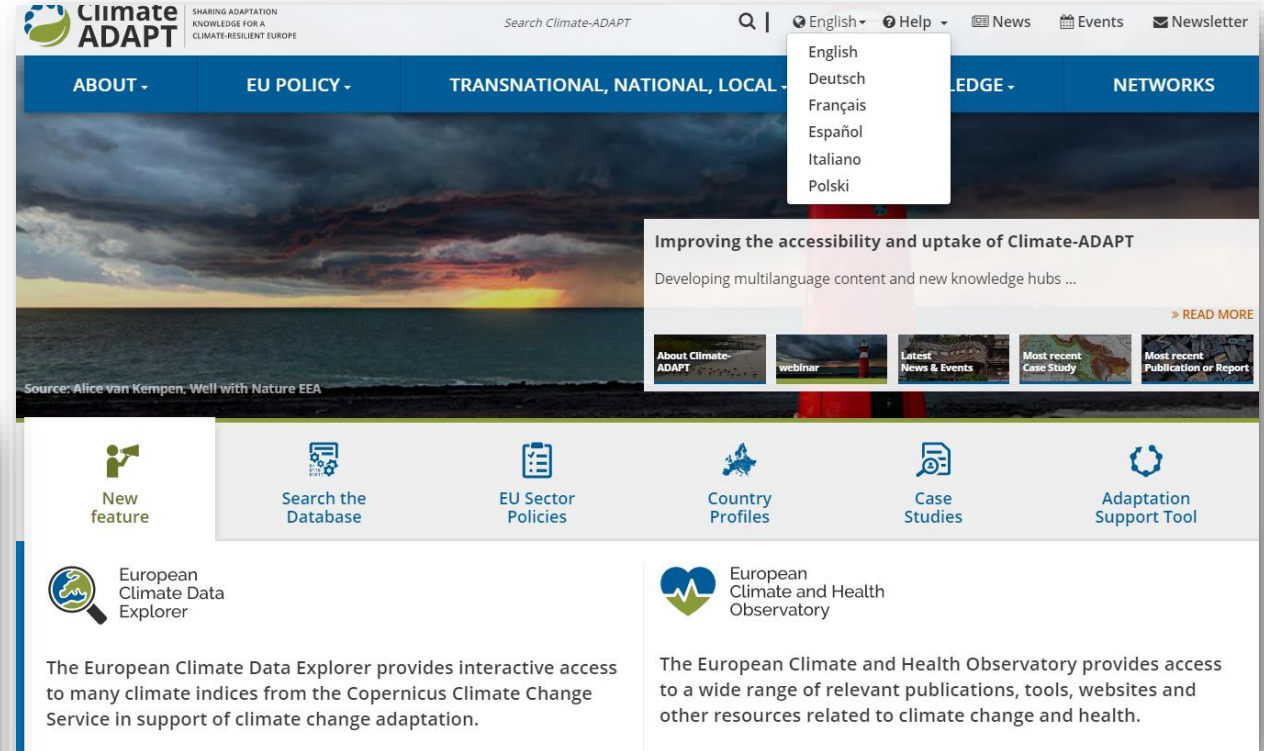 Climate
ADAPT
SHARING ADAPTATION
KNOWLEDGE FOR A
CLIMATE-RESILIENT EUROPE
Search Climate-ADAPT
English
Help
News
Events
Newsletter
English
Deutsch
Français
Español
Italiano
Polski
ABOUT
EU POLICY
TRANSNATIONAL, NATIONAL, LOCAL
NETWORKS
Improving the accessibility and uptake of Climate-ADAPT
Developing multilanguage content and new knowledge hubs ...
» READ MORE
About Climate-
ADAPT
webinar
Latest
News & Events
Most recent
Case Study
Most recent
Publication or Report
Source: Alice van Kempen, Well with Nature EEA
New
feature
Search the
Database
EU Sector
Policies
Country
Profiles
Case
Studies
Adaptation
Support Tool
European
Climate Data
Explorer
The European Climate Data Explorer provides interactive access
to many climate indices from the Copernicus Climate Change
Service in support of climate change adaptation.
European
Climate and Health
Observatory
The European Climate and Health Observatory provides access
to a wide range of relevant publications, tools, websites and
other resources related to climate change and health.